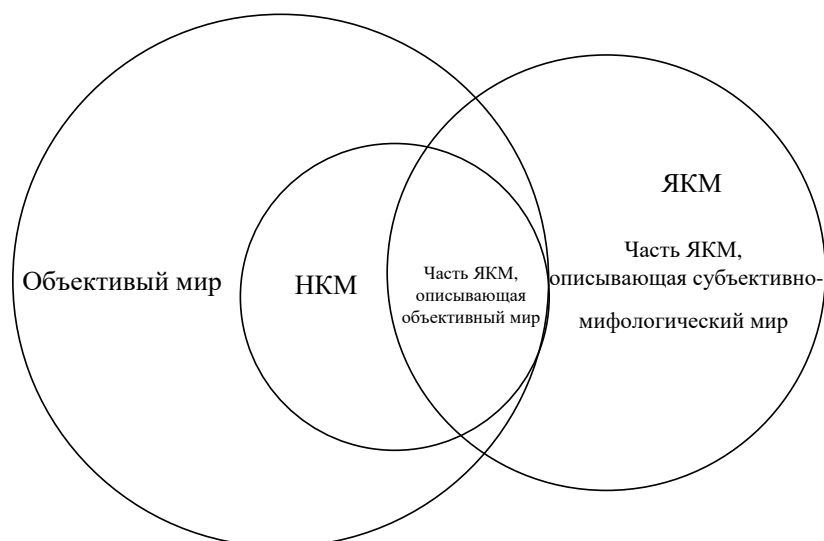 ЯКМ
Объективый мир
НКМ
Часть ЯКМ,
описывающая
объективный мир
Часть ЯКМ,
описывающая субъективно-
мифологический мир